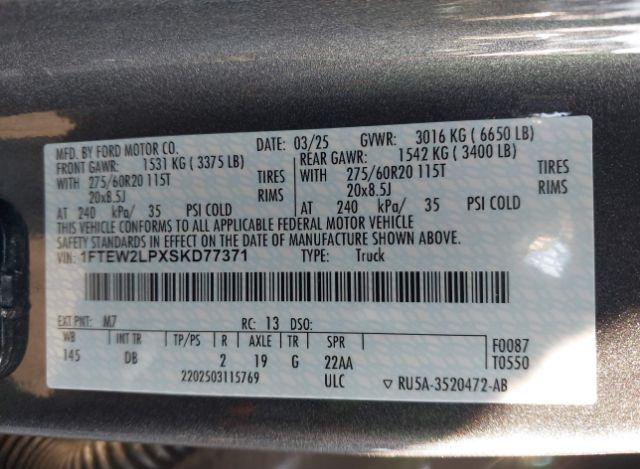 MFD. BY FORD MOTOR CO. DATE: 03/25 GVWR: 3016 KG ( 6650 LB)
FRONT GAWR: 1531 KG ( 3375 LB) REAR GAWR: 1542 KG ( 3400 LB)
WITH 275/60R20 115T TIRES WITH 275/60R20 115T TIRES
20x8.5J RIMS 20x8.5J RIMS
AT 240 kPa/ 35 PSI COLD AT 240 kPa/ 35 PSI COLD
THIS VEHICLE CONFORMS TO ALL APPLICABLE FEDERAL MOTOR VEHICLE
SAFETY STANDARDS IN EFFECT ON THE DATE OF MANUFACTURE SHOWN ABOVE.
VIN: 1FTEW2LPXSKD77371 TYPE: Truck
EXT PNT: M7 RC: 13 DSO:
WB INT TR TP/PS R AXLE TR SPR F0087
145 DB 2 19 G 22AA T0550
2202503115769 ULC ▽ RU5A-3520472-AB